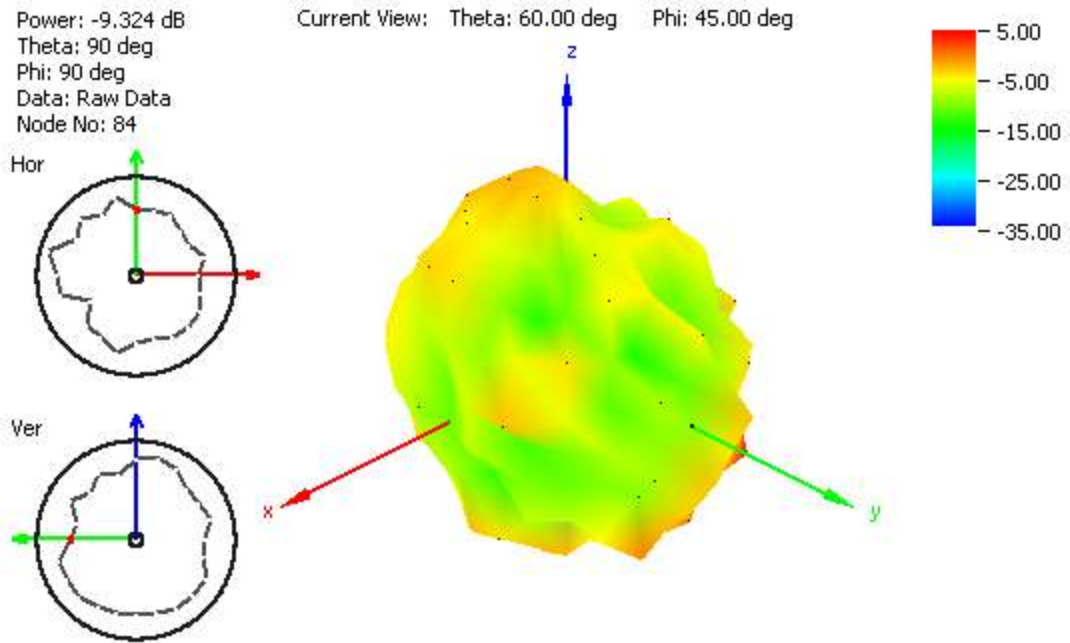 Power: -9.324 dB
Theta: 90 deg
Phi: 90 deg
Data: Raw Data
Node No: 84
Current View: Theta: 60.00 deg Phi: 45.00 deg
Hor
Ver
z
x
y
5.00
-5.00
-15.00
-25.00
-35.00